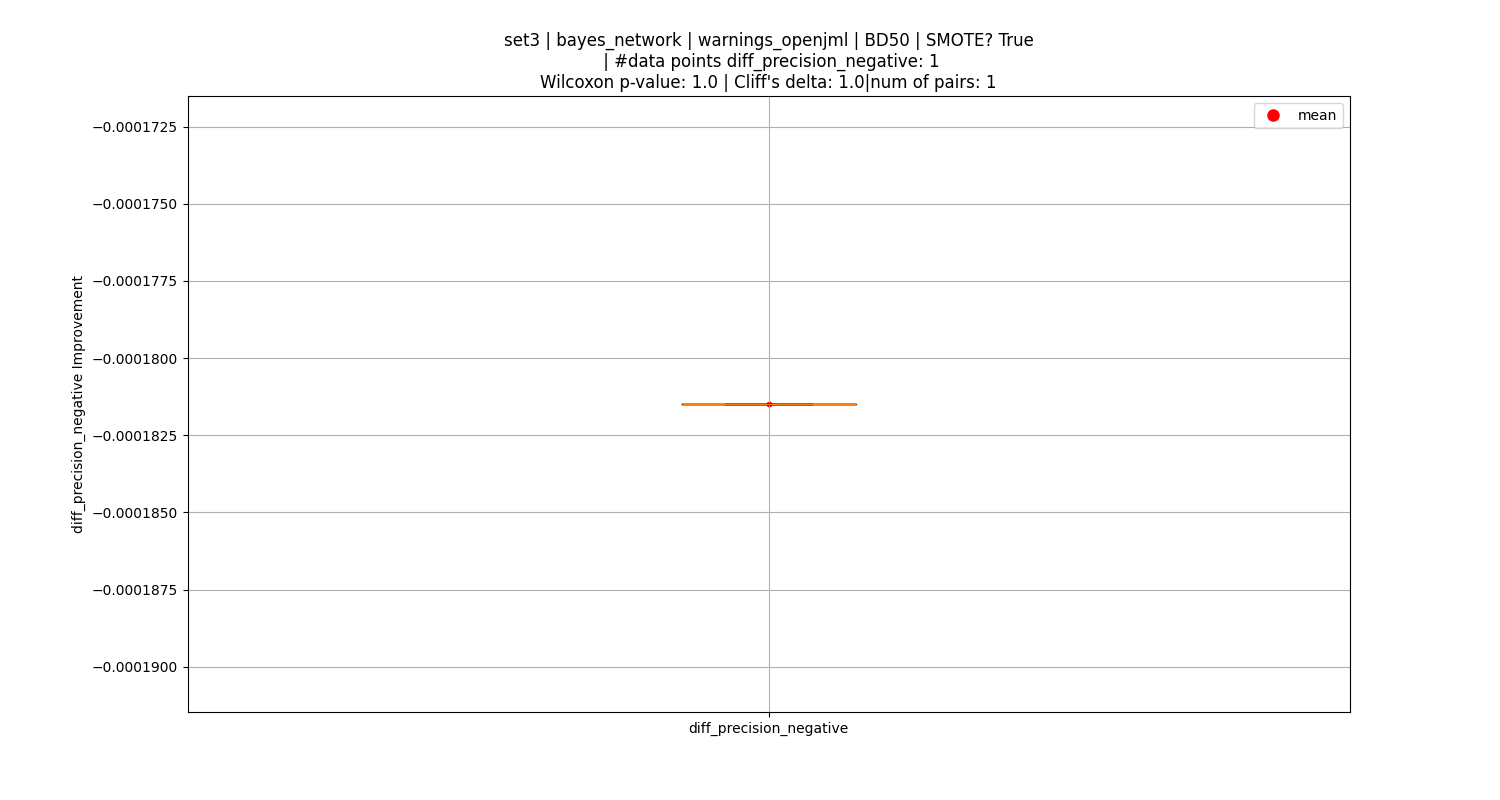 set3 | bayes_network | warnings_openjml | BD50 | SMOTE? True
| #data points diff_precision_negative: 1
Wilcoxon p-value: 1.0 | Cliff's delta: 1.0|num of pairs: 1
mean
−0.0001725
−0.0001750
−0.0001775
−0.0001800
−0.0001825
−0.0001850
−0.0001875
−0.0001900
diff_precision_negative Improvement
diff_precision_negative